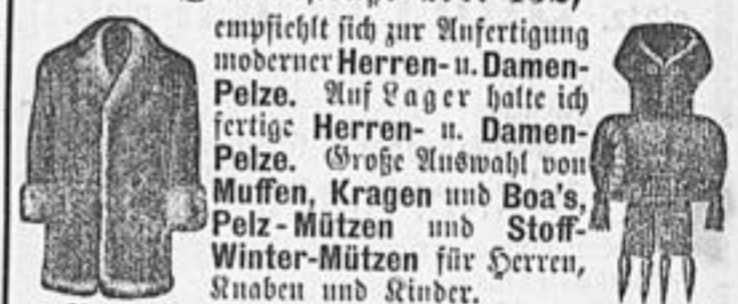 empfiehlt sich zur Anfertigung
moderner Herren- u. Damen-
Pelze. Auf Lager halte ich
fertige Herren- u. Damen-
Pelze. Große Auswahl von
Muffen, Kragen und Boa's,
Pelz-Mützen und Stoff-
Winter-Mützen für Herren,
Knaben und Kinder.